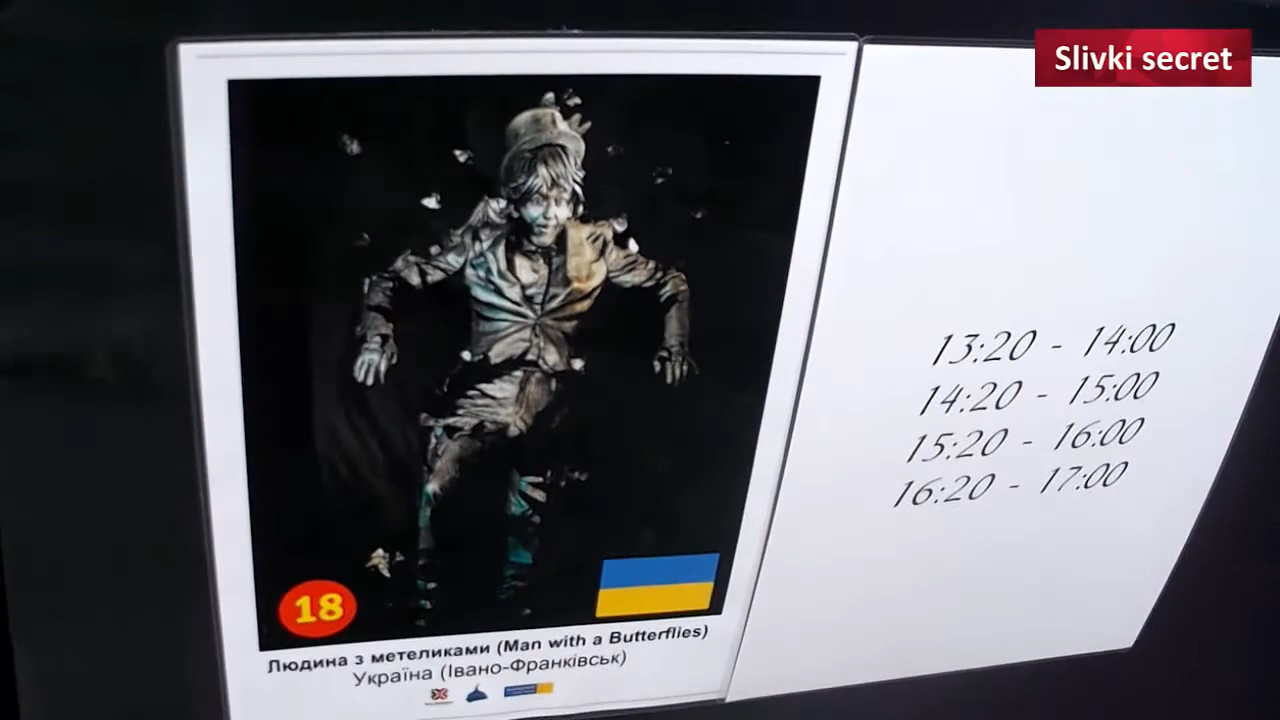 Slivki secret
13:20 - 14:00
14:20 - 15:00
15:20 - 16:00
16:20 - 17:00
18
Людина з метеликами (Man with a Butterflies)
Україна (Івано-Франківськ)